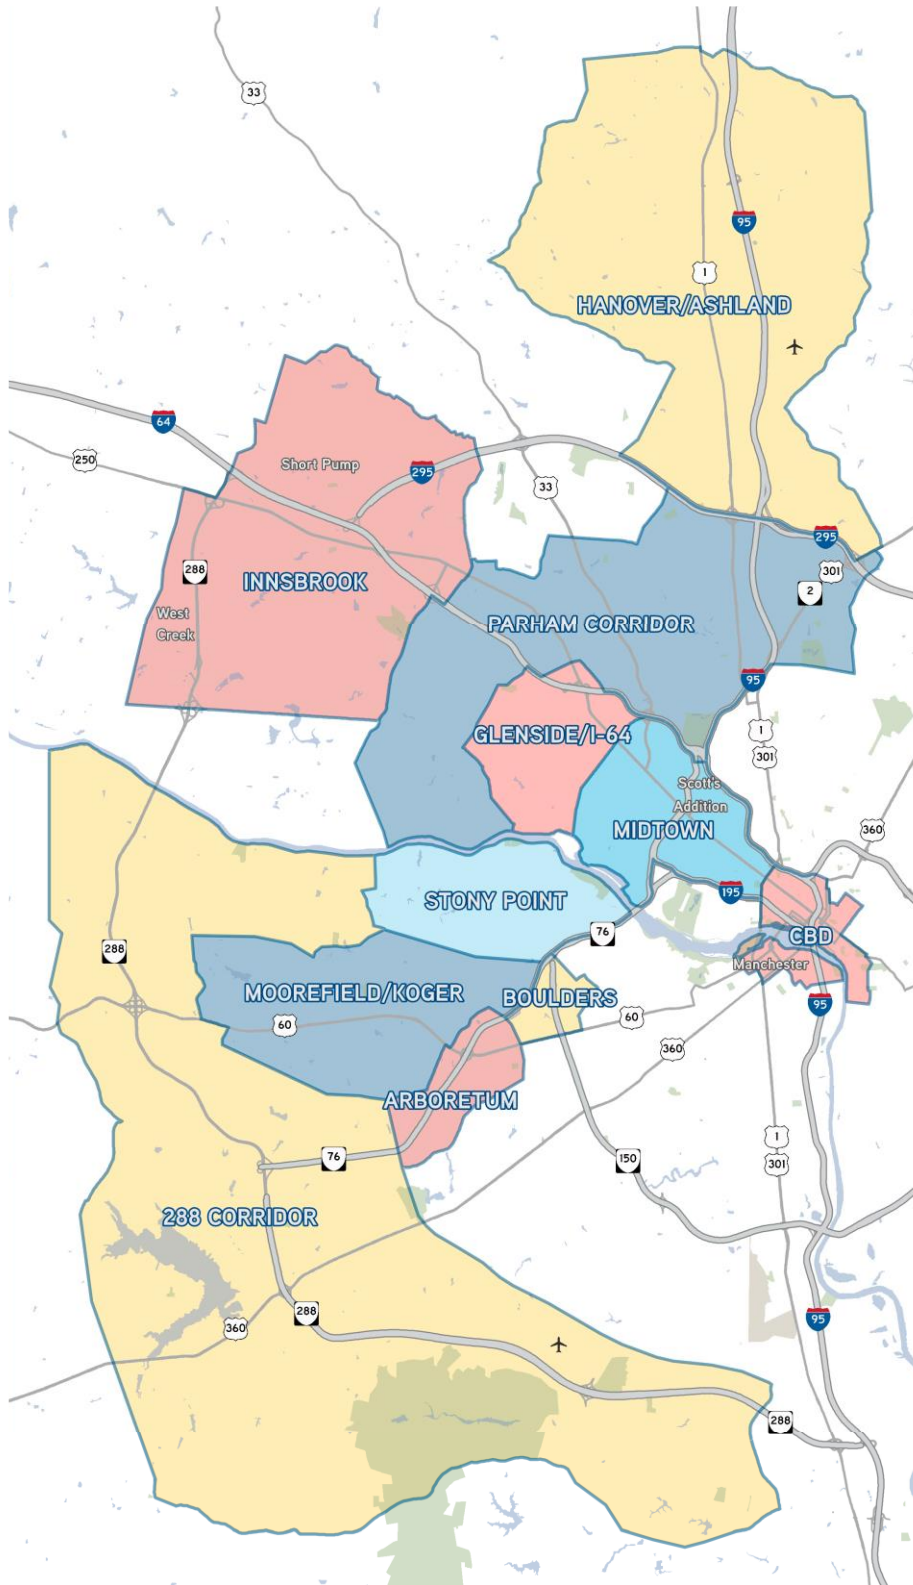 33
95
1
HANOVER/ASHLAND
64
250
Short Pump
295
33
295
288
INNSBROOK
301
2
West
Creek
PARHAM CORRIDOR
95
GLENSIDE/I-64
1
301
Scott's
Addition
MIDTOWN
360
STONY POINT
195
76
CBD
288
Manchester
MOOREFIELD/KOGER
BOULDERS
95
60
60
360
ARBORETUM
1
76
150
301
288 CORRIDOR
288
360
95
288